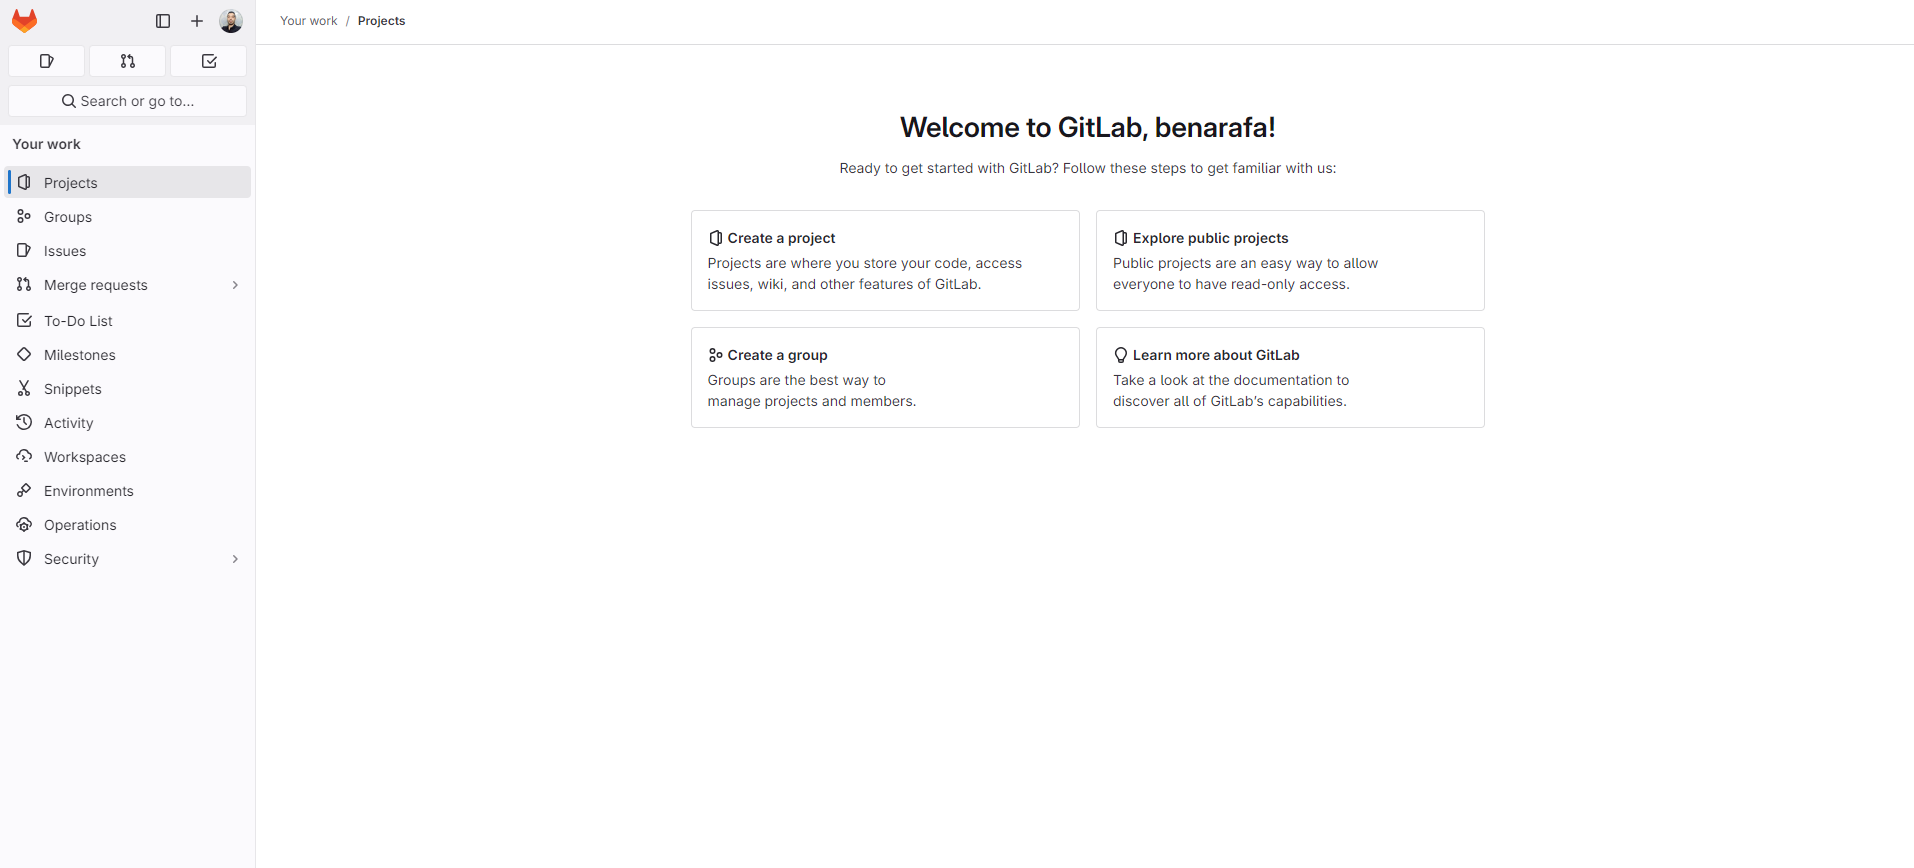 Your work / Projects
Search or go to...
Your work
Projects
Groups
Issues
Merge requests
To-Do List
Milestones
Snippets
Activity
Workspaces
Environments
Operations
Security
Welcome to GitLab, benarafa!
Ready to get started with GitLab? Follow these steps to get familiar with us:
Create a project
Projects are where you store your code, access
issues, wiki, and other features of GitLab.
Explore public projects
Public projects are an easy way to allow
everyone to have read-only access.
Create a group
Groups are the best way to
manage projects and members.
Learn more about GitLab
Take a look at the documentation to
discover all of GitLab’s capabilities.